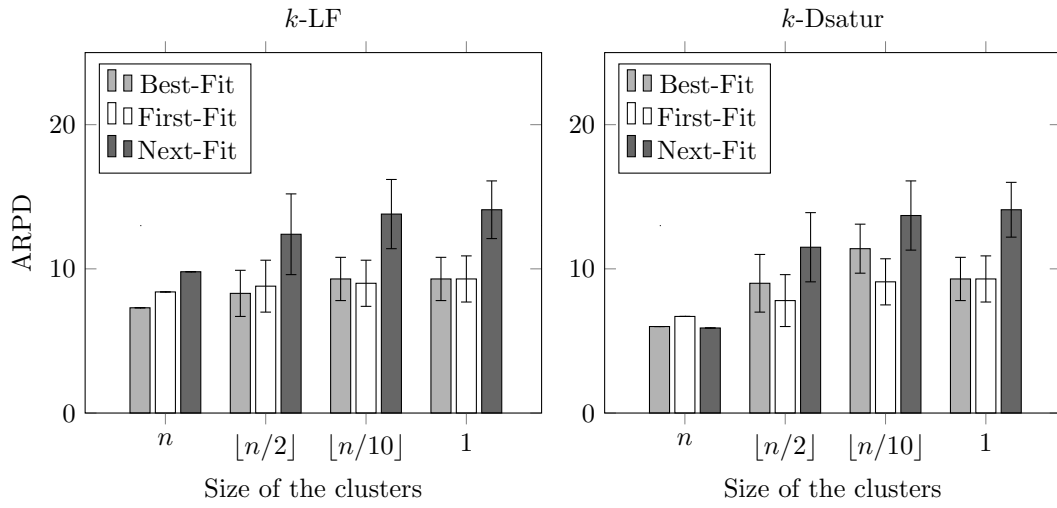 k-LF
Best-Fit
First-Fit
Next-Fit
20
10
0
ARPD
n
⌊n/2⌋
⌊n/10⌋
1
Size of the clusters
k-Dsatur
Best-Fit
First-Fit
Next-Fit
20
10
0
n
⌊n/2⌋
⌊n/10⌋
1
Size of the clusters